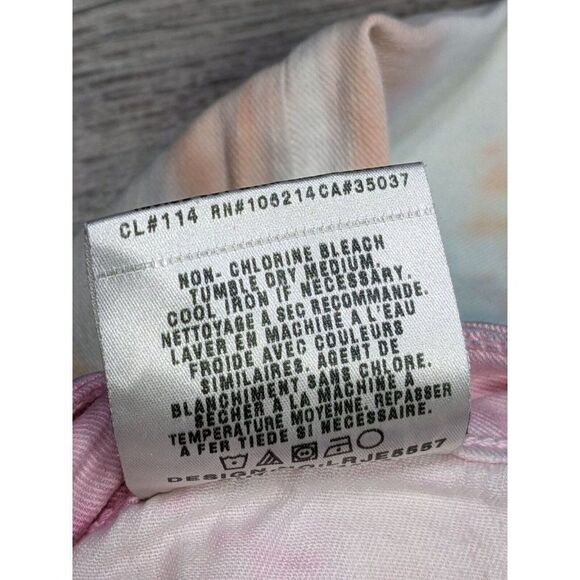 CL#114 RN#106214CA#35037
NON- CHLORINE BLEACH
TUMBLE DRY MEDIUM.
COOL IRON IF NECESSARY.
NETTOYAGE A SEC RECOMMANDE.
LAVER EN MACHINE A L'EAU
FROIDE AVEC COULEURS
SIMILAIRES. AGENT DE
BLANCHIMENT SANS CHLORE.
SECHER A LA MACHINE A
TEMPERATURE MOYENNE. REPASSER
A FER TIEDE SI NECESSAIRE.
DESIGN NO:LRJE5557